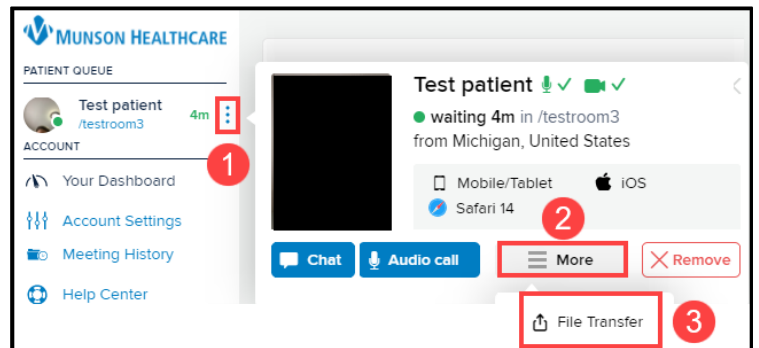 MUNSON HEALTHCARE
PATIENT QUEUE
Test patient
/testroom3
4m
1
ACCOUNT
Your Dashboard
Account Settings
Meeting History
Help Center
Test patient
waiting 4m in /testroom3
from Michigan, United States
Mobile/Tablet iOS
Safari 14
2
Chat Audio call More Remove
File Transfer 3